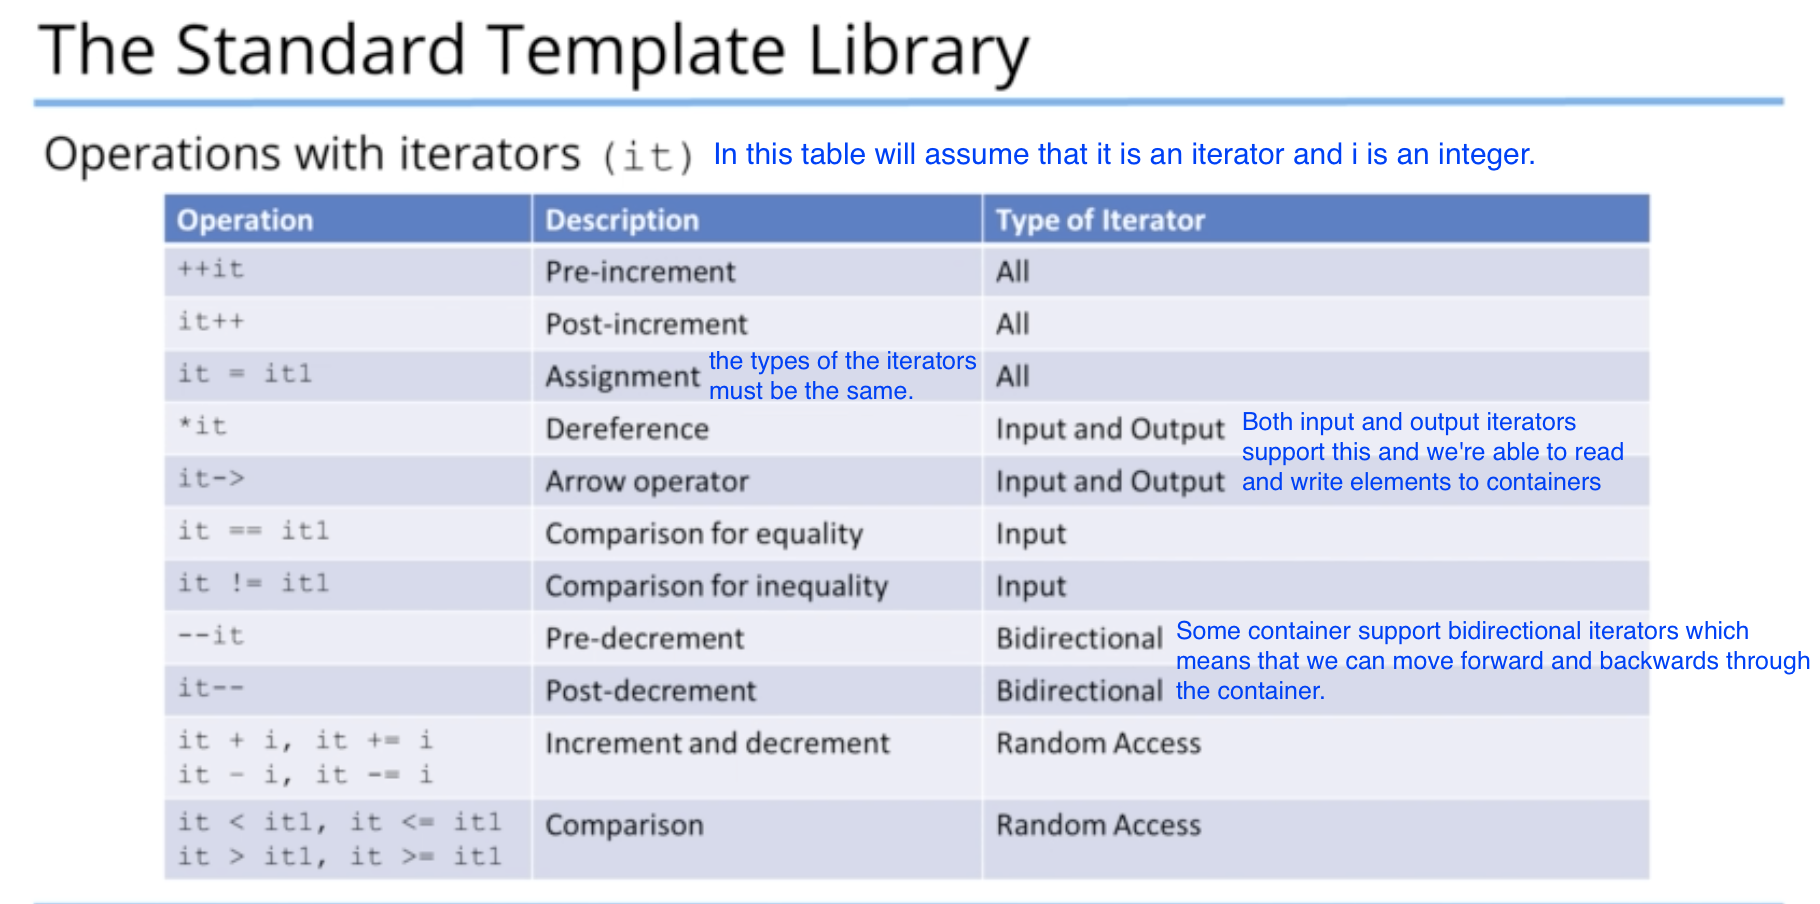 The Standard Template Library
Operations with iterators (it) In this table will assume that it is an iterator and i is an integer.
Operation Description Type of Iterator
++it Pre-increment All
it++ Post-increment All
it = it1 Assignment the types of the iterators must be the same. All
*it Dereference Input and Output
it-> Arrow operator Input and Output
Both input and output iterators
support this and we're able to read
and write elements to containers
it == it1 Comparison for equality Input
it != it1 Comparison for inequality Input
--it Pre-decrement Bidirectional
it-- Post-decrement Bidirectional
Some container support bidirectional iterators which
means that we can move forward and backwards through
the container.
it + i, it += i Increment and decrement Random Access
it - i, it -= i
it < it1, it <= it1 Comparison Random Access
it > it1, it >= it1